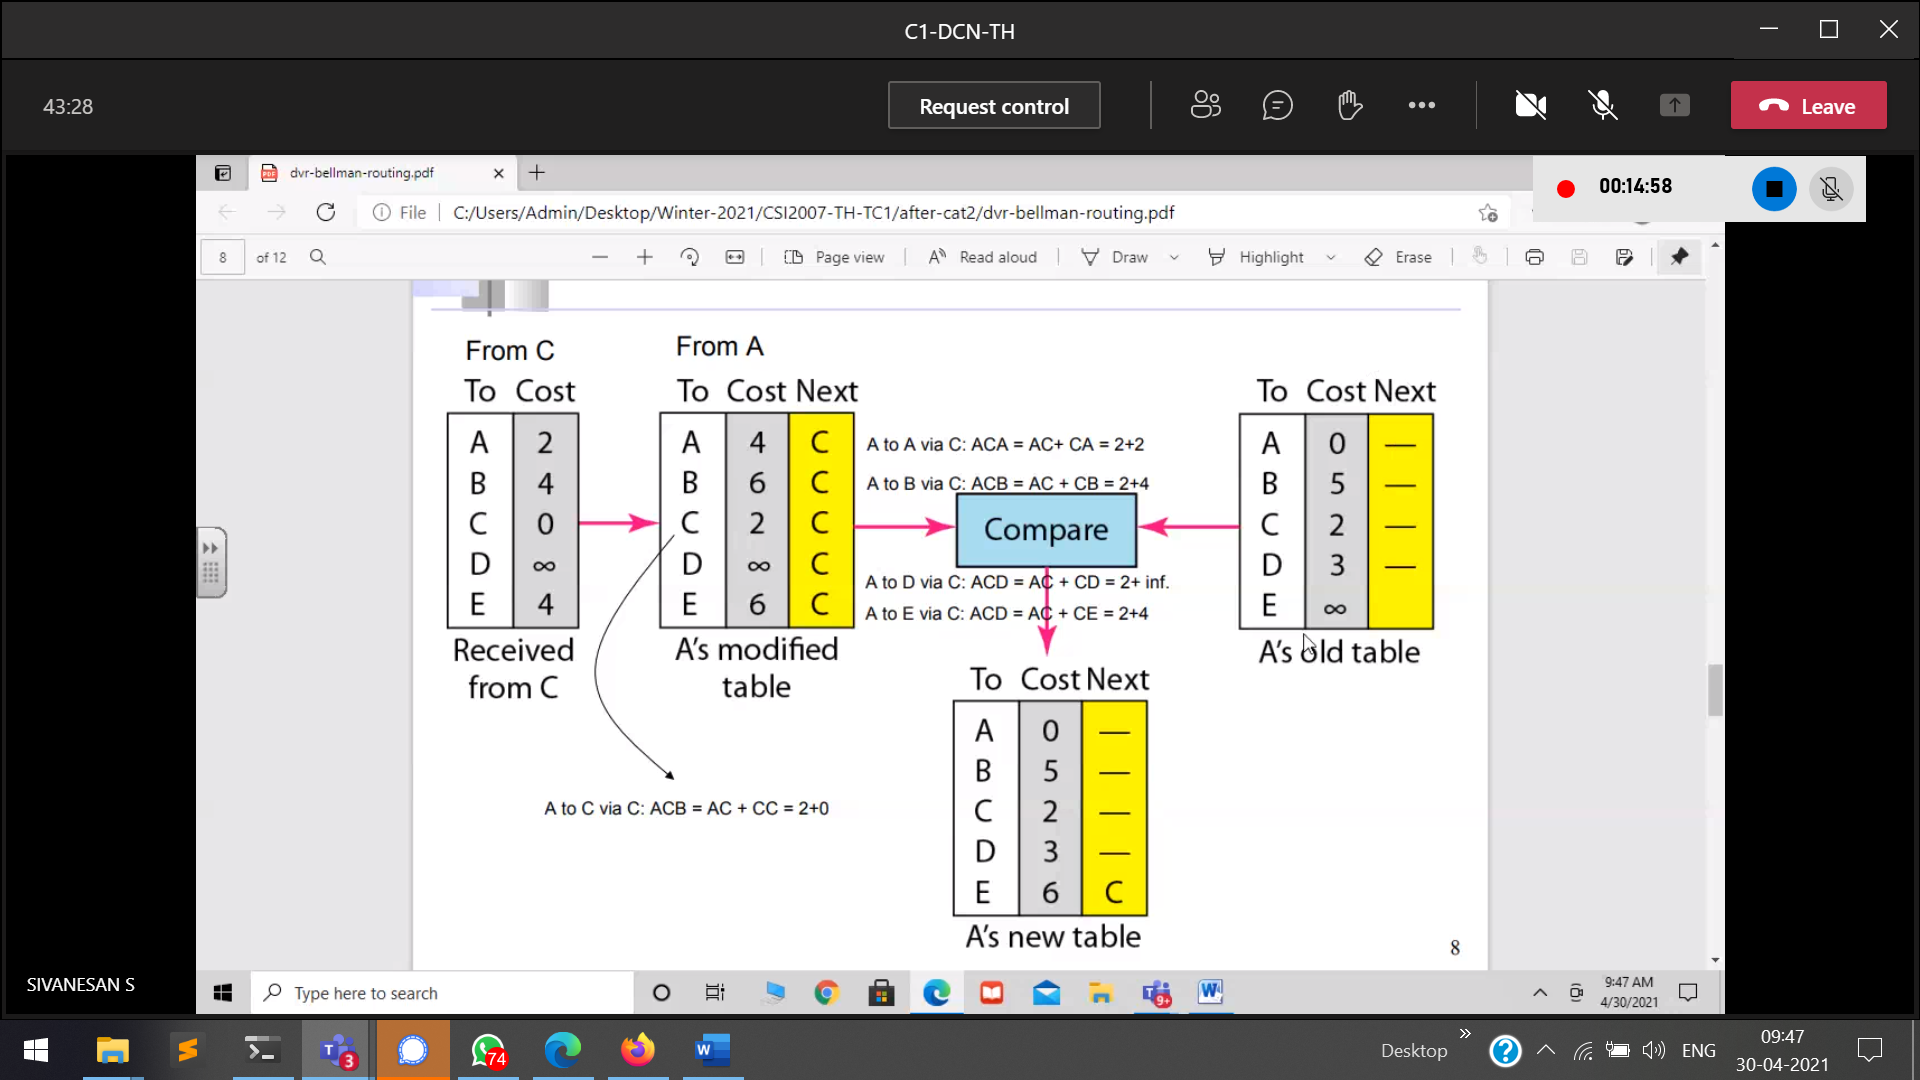 C1-DCN-TH
43:28
Request control
Leave
dvr-bellman-routing.pdf
00:14:58
File
C:/Users/Admin/Desktop/Winter-2021/CSI2007-TH-TC1/after-cat2/dvr-bellman-routing.pdf
8 of 12
Page view
Read aloud
Draw
Highlight
Erase
From C
To Cost
A 2
B 4
C 0
D ∞
E 4
Received
from C
From A
To Cost Next
A 4 C
B 6 C
C 2 C
D ∞ C
E 6 C
A's modified
table
A to A via C: ACA = AC+ CA = 2+2
A to B via C: ACB = AC + CB = 2+4
Compare
A to D via C: ACD = AC + CD = 2+ inf.
A to E via C: ACD = AC + CE = 2+4
To Cost Next
A 0 —
B 5 —
C 2 —
D 3 —
E ∞
A's old table
A to C via C: ACB = AC + CC = 2+0
To Cost Next
A 0 —
B 5 —
C 2 —
D 3 —
E 6 C
A's new table
8
SIVANESAN S
Type here to search
9+
9:47 AM
4/30/2021
3
74
Desktop
ENG
09:47
30-04-2021